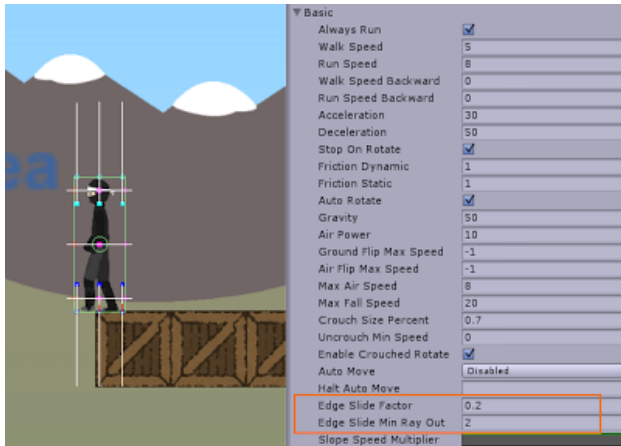 ea
Basic
Always Run
Walk Speed 5
Run Speed 8
Walk Speed Backward 0
Run Speed Backward 0
Acceleration 30
Deceleration 50
Stop On Rotate
Friction Dynamic 1
Friction Static 1
Auto Rotate
Gravity 50
Air Power 10
Ground Flip Max Speed -1
Air Flip Max Speed -1
Max Air Speed 8
Max Fall Speed 20
Crouch Size Percent 0.7
Uncrouch Min Speed 0
Enable Crouched Rotate
Auto Move Disabled
Halt Auto Move
Edge Slide Factor 0.2
Edge Slide Min Ray Out 2
Slope Speed Multiplier